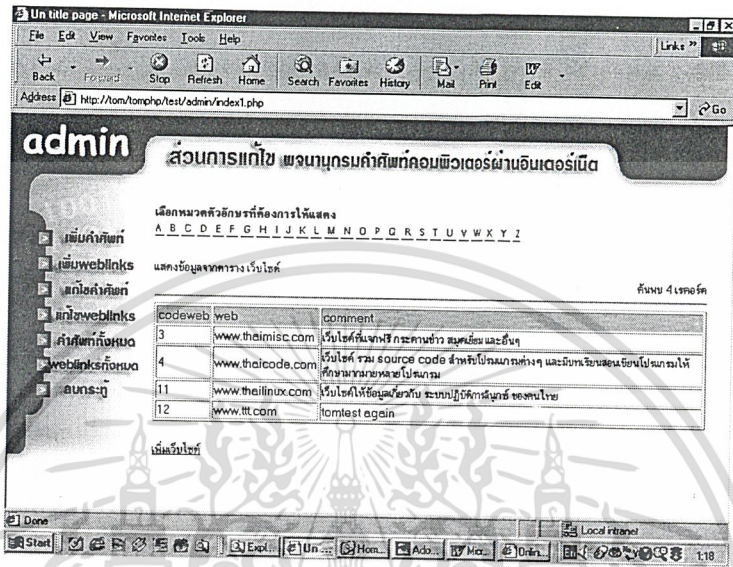 Un title page - Microsoft Internet Explorer
File Edit View Favorites Tools Help
Links »
Back Forward Stop Refresh Home Search Favorites History Mail Print Edit
Address http://tom/tomphp/test/admin/index1.php Go
admin
ส่วนการแก้ไข พจนานุกรมคำศัพท์คอมพิวเตอร์ผ่านอินเตอร์เน็ต
เลือกหมวดตัวอักษรที่ต้องการให้แสดง
A B C D E F G H I J K L M N O P Q R S T U V W X Y Z
เพิ่มคำศัพท์
เพิ่มweblinks
แก้ไขคำศัพท์
แก้ไขweblinks
คำศัพท์ทั้งหมด
weblinksทั้งหมด
ลบกระทู้
แสดงข้อมูลจากตาราง เว็บไซต์
ค้นพบ 4 เรคอร์ด
codeweb web comment
3 www.thaimisc.com เว็บไซต์ที่แจกฟรี กระดานข่าว สมุดเยี่ยม และอื่นๆ
4 www.thaicode.com เว็บไซต์ รวม source code สำหรับโปรแกรมต่างๆ และมีบทเรียนสอนเขียนโปรแกรมให้
ศึกษามากมายหลายโปรแกรม
11 www.thailinux.com เว็บไซต์ให้ข้อมูลเกี่ยวกับ ระบบปฏิบัติการลินุกซ์ ของคนไทย
12 www.ttt.com tomtest again
เพิ่มเว็บไซท์
Done Local intranet
Start Expl.. Un ... Hom... Ado... Mic... Onlin... 1:18